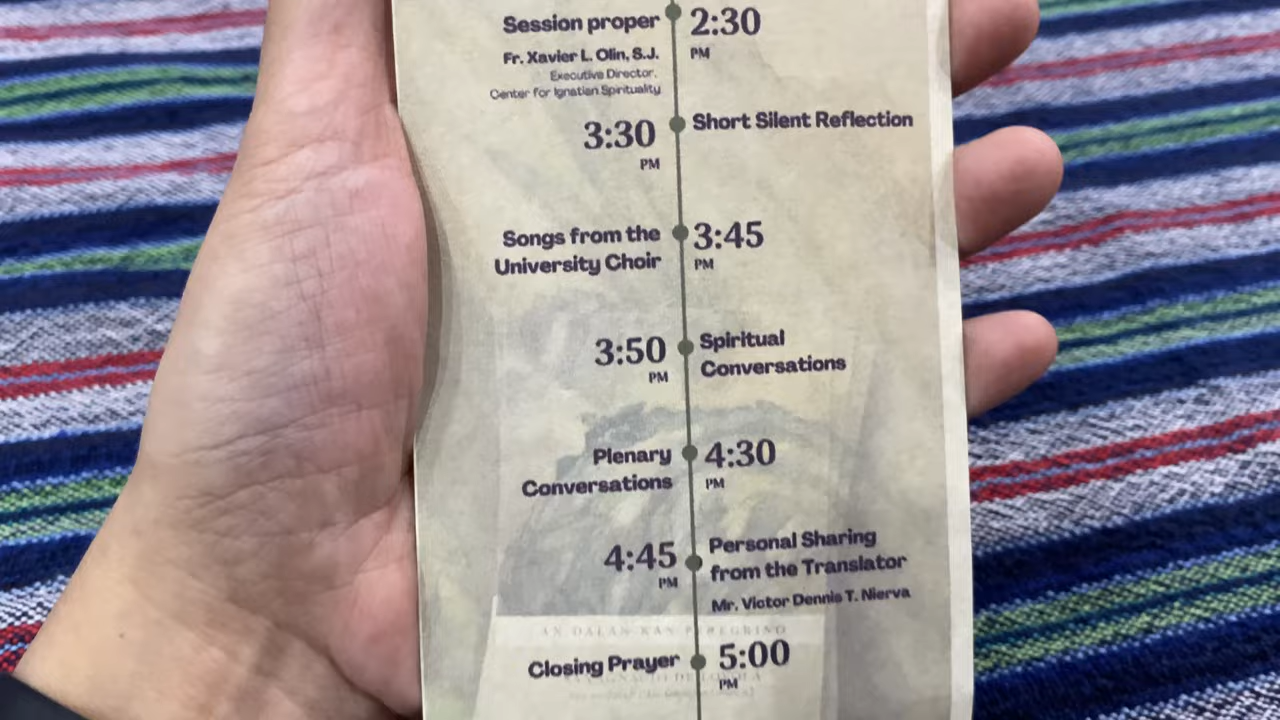 Session proper
2:30
PM
Fr. Xavier L. Olin, S.J.
Executive Director,
Center for Ignatian Spirituality
3:30
PM
Short Silent Reflection
Songs from the
University Choir
3:45
PM
3:50
PM
Spiritual
Conversations
Plenary
Conversations
4:30
PM
4:45
PM
Personal Sharing
from the Translator
Mr. Victor Dennis T. Nierva
AN DALAN KAN PEREGRINO
Closing Prayer
5:00
PM